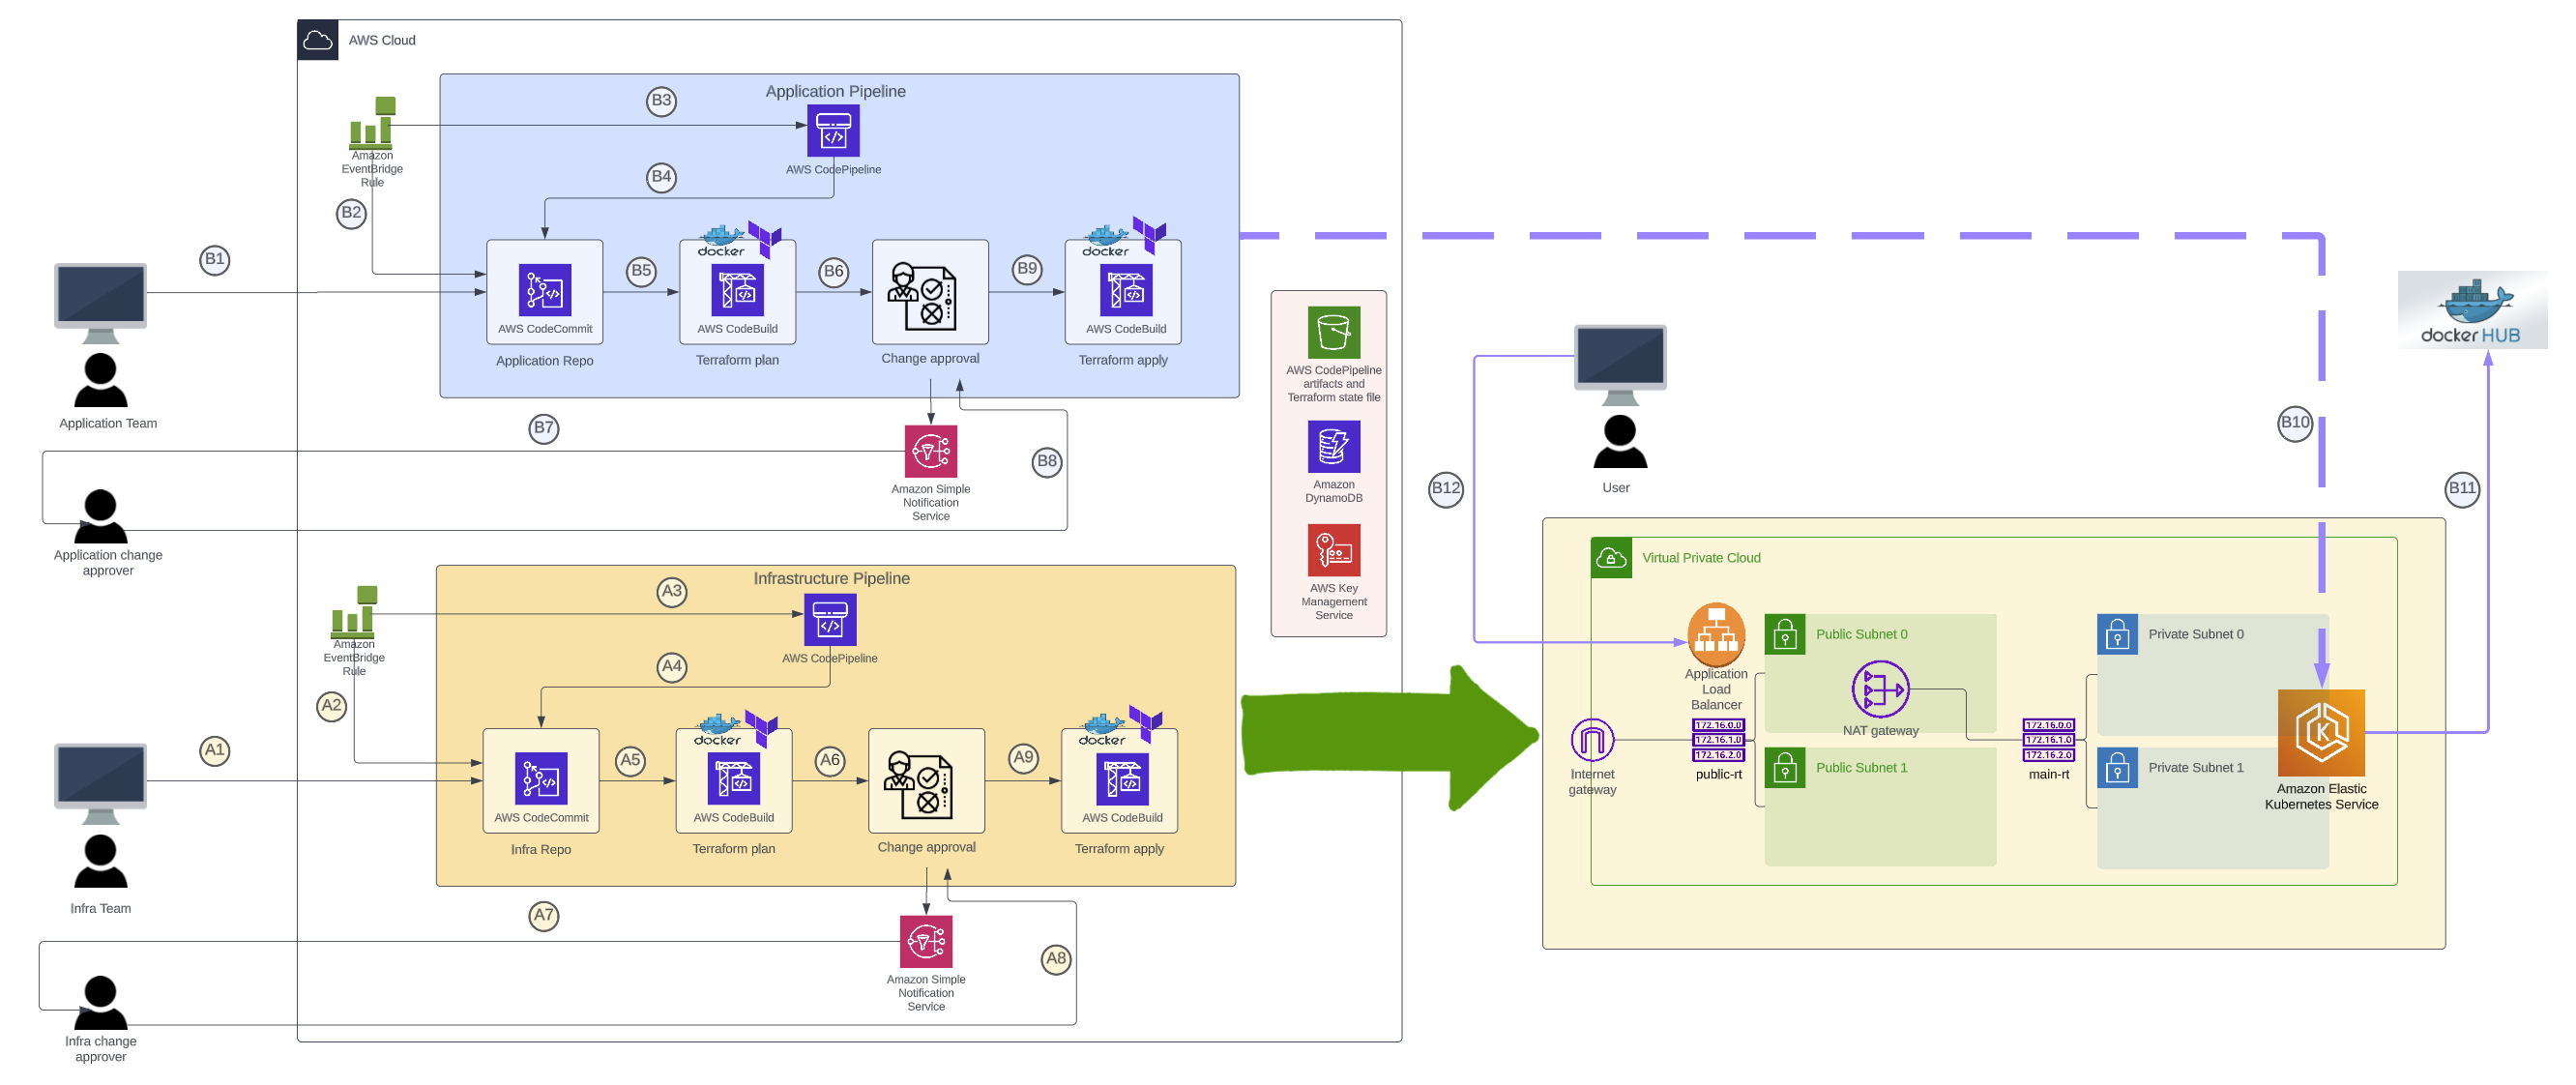 AWS Cloud
Application Pipeline
B3
Amazon
EventBridge
Rule
AWS CodePipeline
B4
B2
B1
docker
docker
B5
B6
B9
AWS CodeCommit
AWS CodeBuild
AWS CodeBuild
Application Repo
Terraform plan
Change approval
Terraform apply
Application Team
B7
B8
Amazon Simple
Notification
Service
Application change
approver
AWS CodePipeline
artifacts and
Terraform state file
Amazon
DynamoDB
AWS Key
Management
Service
Infrastructure Pipeline
A3
Amazon
EventBridge
Rule
AWS CodePipeline
A4
A2
A1
docker
docker
A5
A6
A9
AWS CodeCommit
AWS CodeBuild
AWS CodeBuild
Infra Repo
Terraform plan
Change approval
Terraform apply
Infra Team
A7
A8
Amazon Simple
Notification
Service
Infra change
approver
User
B12
B10
B11
docker HUB
Virtual Private Cloud
Application
Load
Balancer
Public Subnet 0
NAT gateway
Public Subnet 1
Private Subnet 0
Private Subnet 1
172.16.0.0
172.16.1.0
172.16.2.0
public-rt
172.16.0.0
172.16.1.0
172.16.2.0
main-rt
Internet
gateway
K
Amazon Elastic
Kubernetes Service